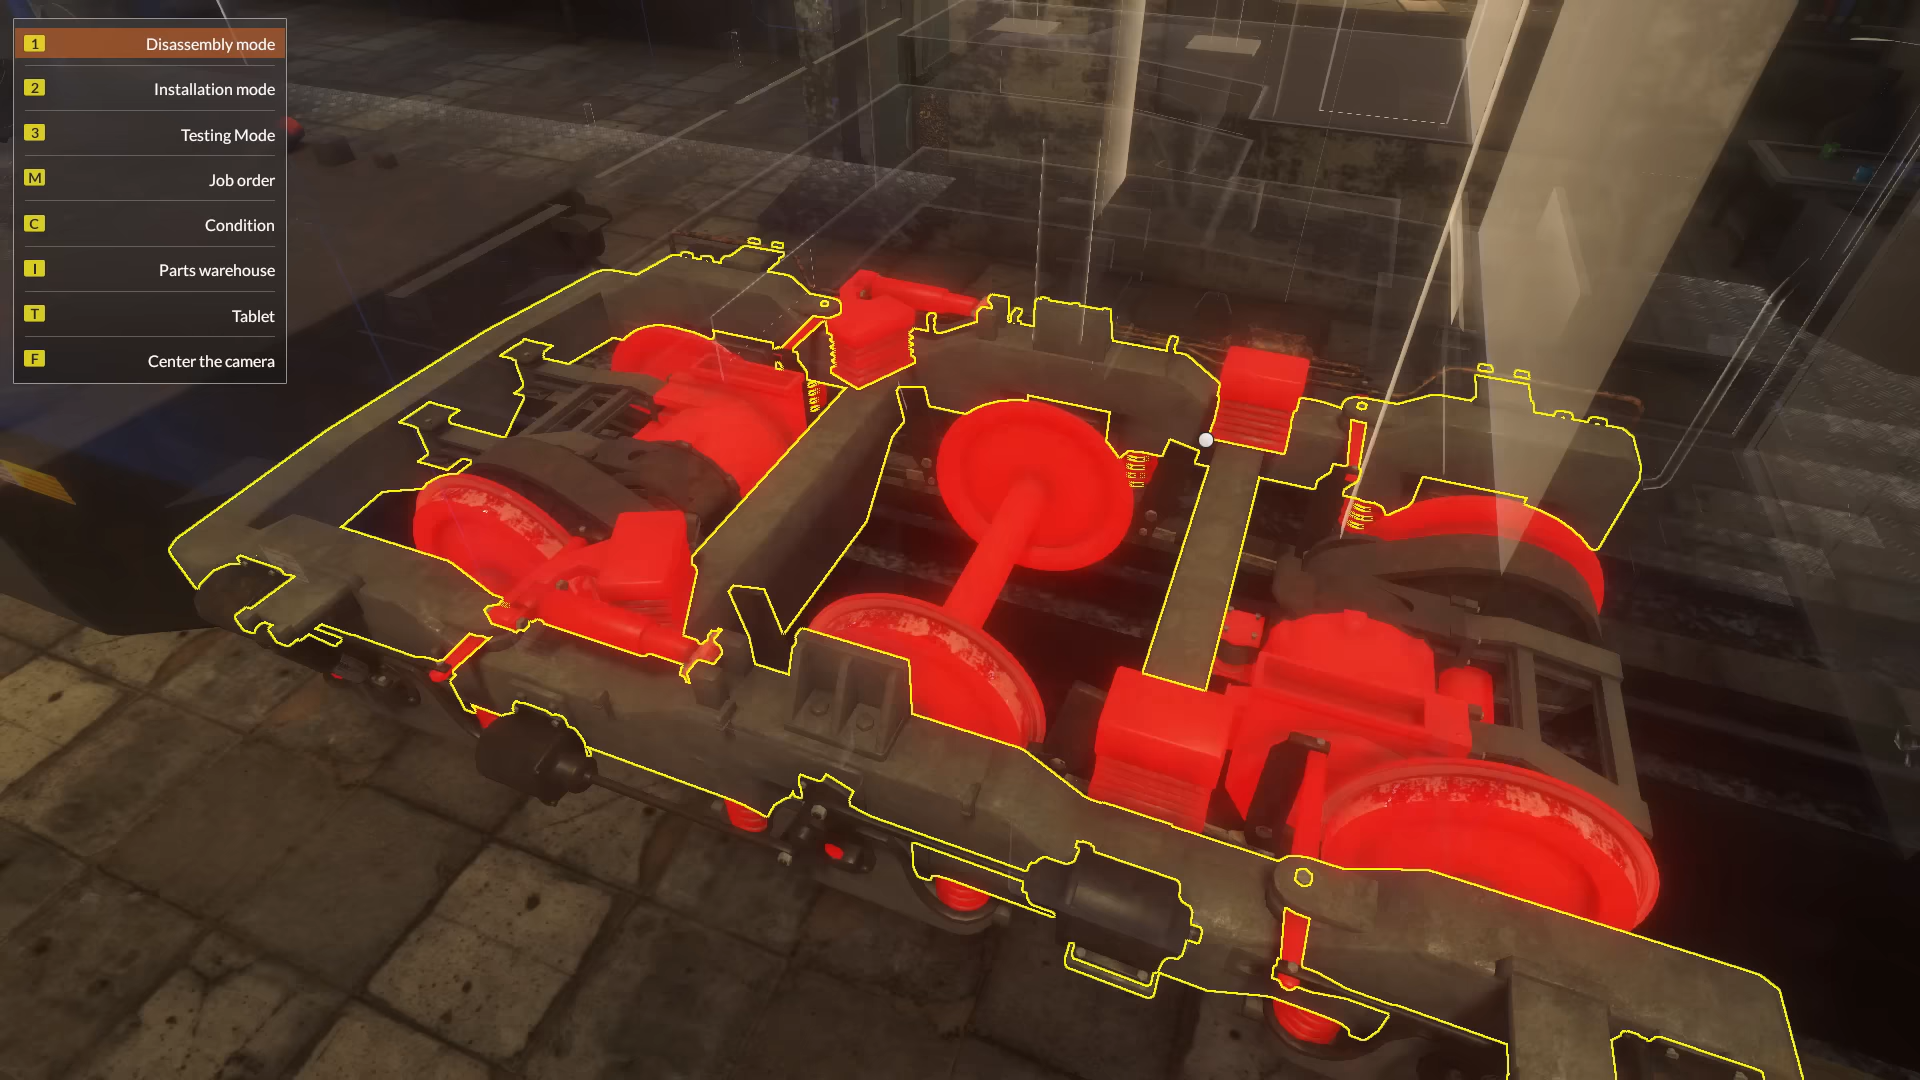 1 Disassembly mode
2 Installation mode
3 Testing Mode
M Job order
C Condition
I Parts warehouse
T Tablet
F Center the camera